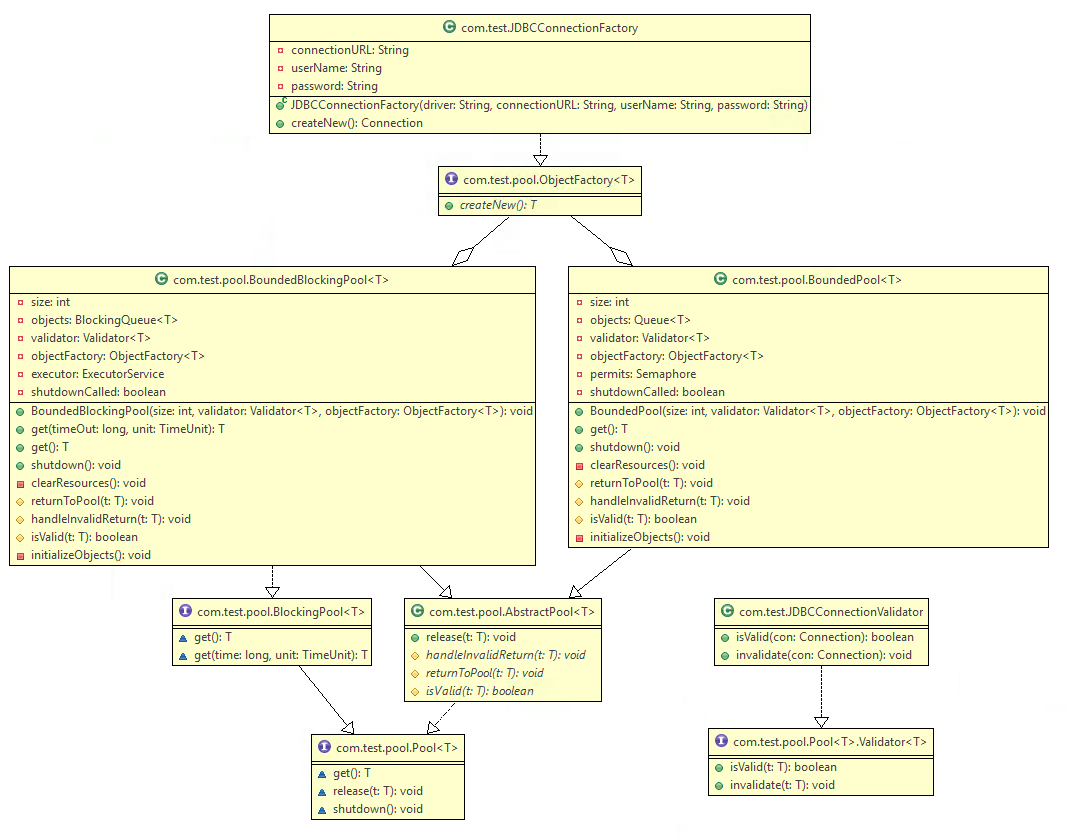 com.test.JDBCConnectionFactory
connectionURL: String
userName: String
password: String
JDBCConnectionFactory(driver: String, connectionURL: String, userName: String, password: String)
createNew(): Connection
com.test.pool.ObjectFactory<T>
createNew(): T
com.test.pool.BoundedBlockingPool<T>
size: int
objects: BlockingQueue<T>
validator: Validator<T>
objectFactory: ObjectFactory<T>
executor: ExecutorService
shutdownCalled: boolean
BoundedBlockingPool(size: int, validator: Validator<T>, objectFactory: ObjectFactory<T>): void
get(timeOut: long, unit: TimeUnit): T
get(): T
shutdown(): void
clearResources(): void
returnToPool(t: T): void
handleInvalidReturn(t: T): void
isValid(t: T): boolean
initializeObjects(): void
com.test.pool.BoundedPool<T>
size: int
objects: Queue<T>
validator: Validator<T>
objectFactory: ObjectFactory<T>
permits: Semaphore
shutdownCalled: boolean
BoundedPool(size: int, validator: Validator<T>, objectFactory: ObjectFactory<T>): void
get(): T
shutdown(): void
clearResources(): void
returnToPool(t: T): void
handleInvalidReturn(t: T): void
isValid(t: T): boolean
initializeObjects(): void
com.test.pool.BlockingPool<T>
get(): T
get(time: long, unit: TimeUnit): T
com.test.pool.AbstractPool<T>
release(t: T): void
handleInvalidReturn(t: T): void
returnToPool(t: T): void
isValid(t: T): boolean
com.test.JDBCConnectionValidator
isValid(con: Connection): boolean
invalidate(con: Connection): void
com.test.pool.Pool<T>
get(): T
release(t: T): void
shutdown(): void
com.test.pool.Pool<T>.Validator<T>
isValid(t: T): boolean
invalidate(t: T): void